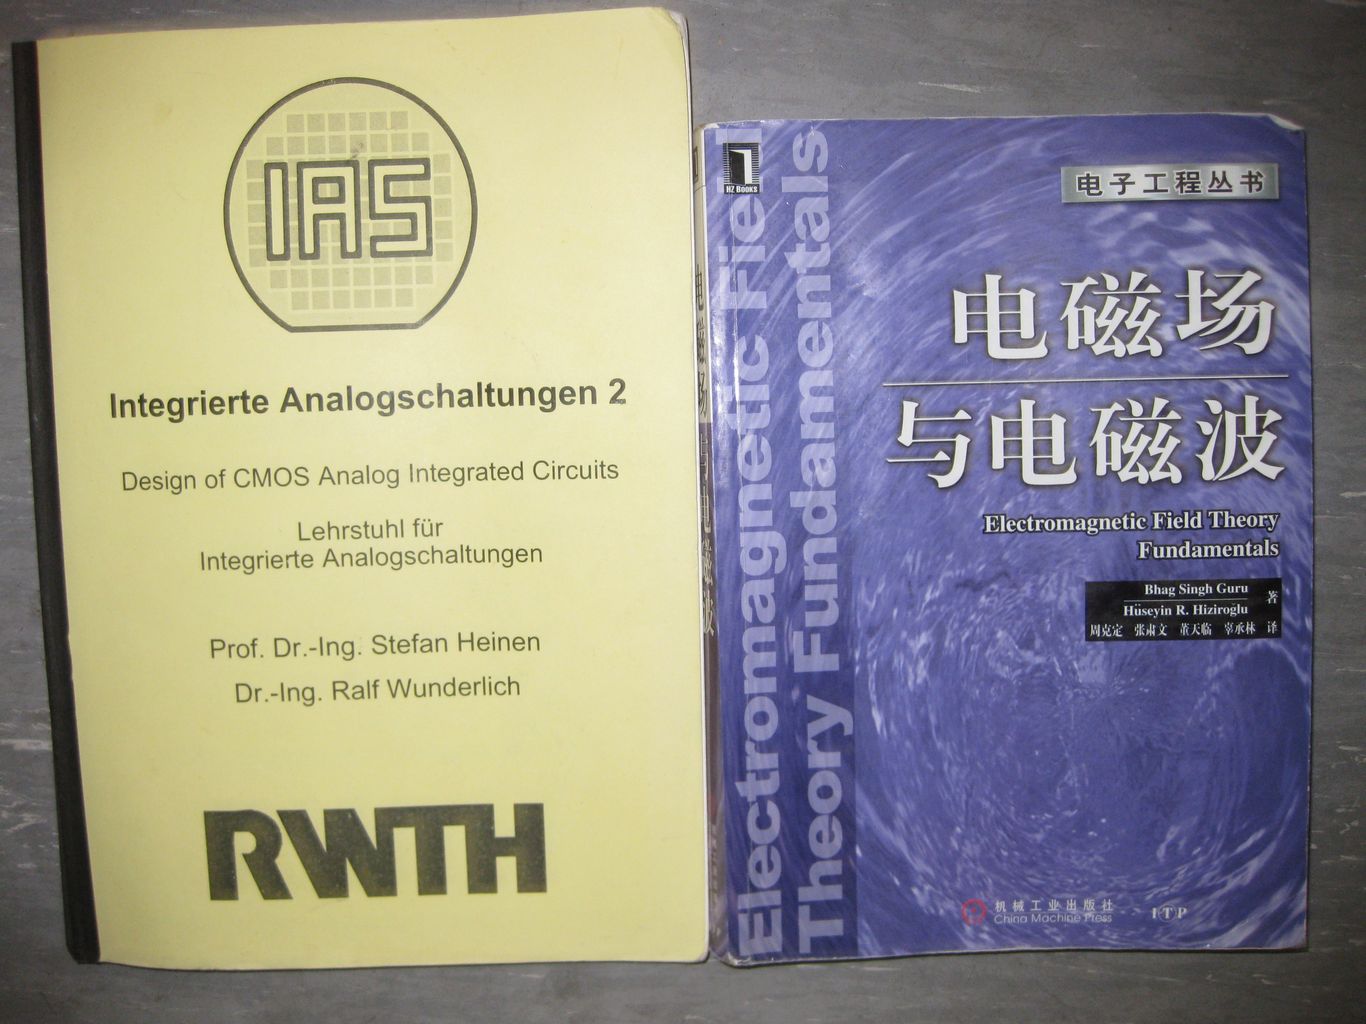 IAS
Integrierte Analogschaltungen 2
Design of CMOS Analog Integrated Circuits
Lehrstuhl für
Integrierte Analogschaltungen
Prof. Dr.-Ing. Stefan Heinen
Dr.-Ing. Ralf Wunderlich
RWTH
电磁场与电磁波
HZ BOOKS
Electromagnetic Fiel
Theory Fundamentals
电子工程丛书
电磁场
与电磁波
Electromagnetic Field Theory
Fundamentals
Bhag Singh Guru
Hüseyin R. Hiziroğlu
著
周克定 张肃文 董天临 辜承林 译
机械工业出版社
China Machine Press
ITP